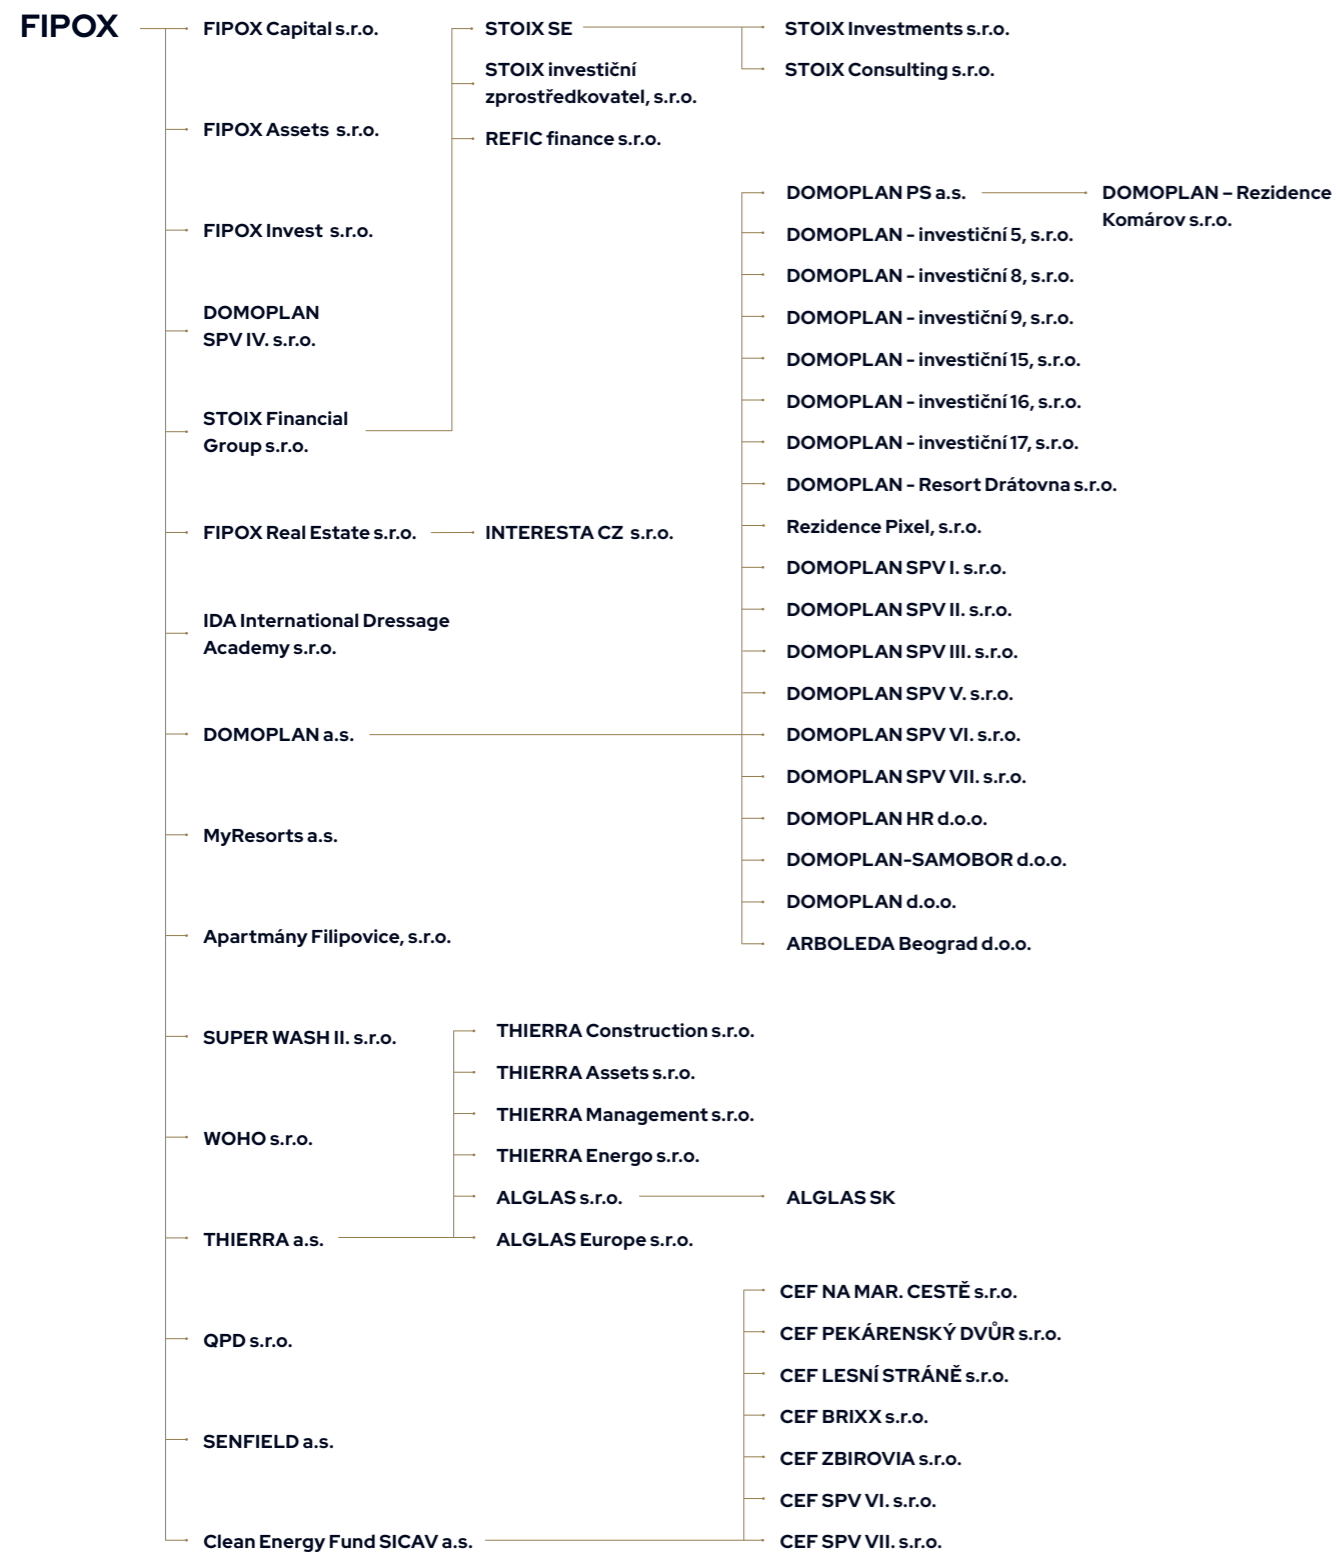 FIPOX
FIPOX Capital s.r.o.
FIPOX Assets s.r.o.
FIPOX Invest s.r.o.
DOMOPLAN
SPV IV. s.r.o.
STOIX Financial
Group s.r.o.
FIPOX Real Estate s.r.o.
IDA International Dressage
Academy s.r.o.
DOMOPLAN a.s.
MyResorts a.s.
Apartmány Filipovice, s.r.o.
SUPER WASH II. s.r.o.
WOHO s.r.o.
THIERRA a.s.
QPD s.r.o.
SENFIELD a.s.
Clean Energy Fund SICAV a.s.
STOIX SE
STOIX investiční
zprostředkovatel, s.r.o.
REFIC finance s.r.o.
STOIX Investments s.r.o.
STOIX Consulting s.r.o.
INTERESTA CZ s.r.o.
DOMOPLAN PS a.s.
DOMOPLAN – Rezidence
Komárov s.r.o.
DOMOPLAN - investiční 5, s.r.o.
DOMOPLAN - investiční 8, s.r.o.
DOMOPLAN - investiční 9, s.r.o.
DOMOPLAN - investiční 15, s.r.o.
DOMOPLAN - investiční 16, s.r.o.
DOMOPLAN - investiční 17, s.r.o.
DOMOPLAN - Resort Drátovna s.r.o.
Rezidence Pixel, s.r.o.
DOMOPLAN SPV I. s.r.o.
DOMOPLAN SPV II. s.r.o.
DOMOPLAN SPV III. s.r.o.
DOMOPLAN SPV V. s.r.o.
DOMOPLAN SPV VI. s.r.o.
DOMOPLAN SPV VII. s.r.o.
DOMOPLAN HR d.o.o.
DOMOPLAN-SAMOBOR d.o.o.
DOMOPLAN d.o.o.
ARBOLEDA Beograd d.o.o.
THIERRA Construction s.r.o.
THIERRA Assets s.r.o.
THIERRA Management s.r.o.
THIERRA Energo s.r.o.
ALGLAS s.r.o.
ALGLAS SK
ALGLAS Europe s.r.o.
CEF NA MAR. CESTĚ s.r.o.
CEF PEKÁRENSKÝ DVŮR s.r.o.
CEF LESNÍ STRÁNĚ s.r.o.
CEF BRIXX s.r.o.
CEF ZBIROVIA s.r.o.
CEF SPV VI. s.r.o.
CEF SPV VII. s.r.o.